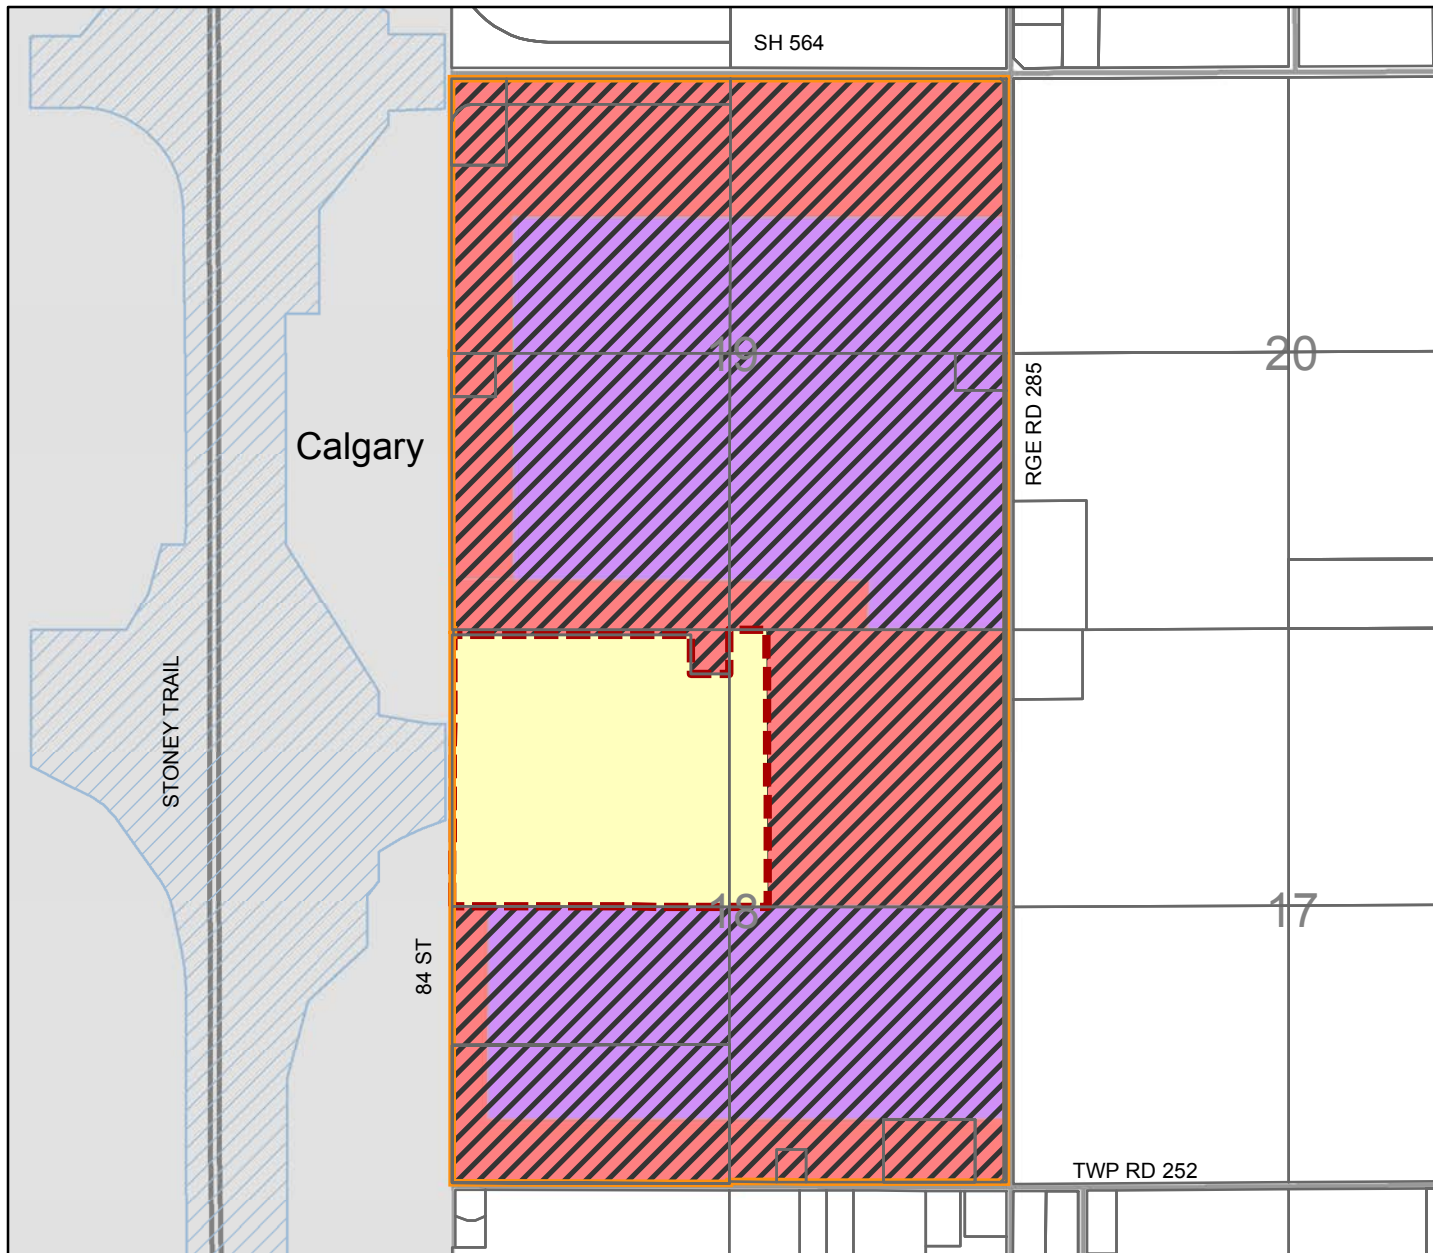 SH 564
19
20
RGE RD 285
Calgary
STONEY TRAIL
18
17
84 ST
TWP RD 252